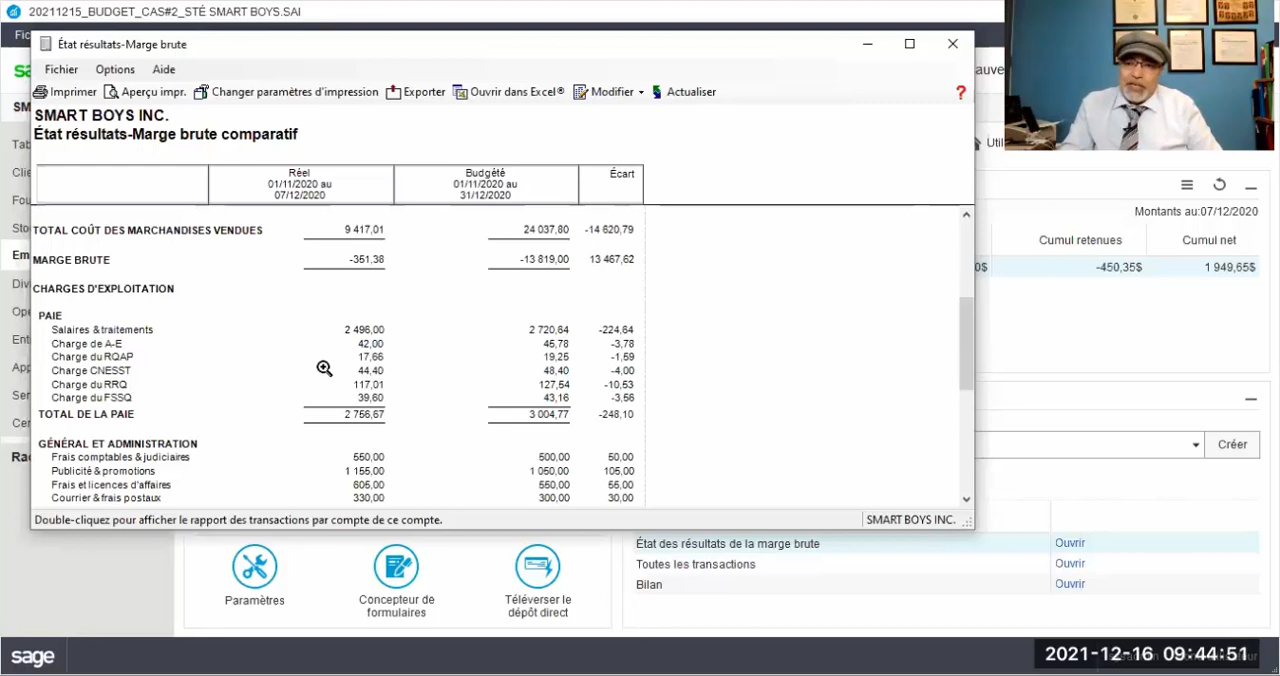 20211215_BUDGET_CAS#2_STÉ SMART BOYS.SAI
État résultats-Marge brute
Fichier Options Aide
Imprimer Aperçu impr. Changer paramètres d'impression Exporter Ouvrir dans Excel® Modifier Actualiser ?
SMART BOYS INC.
État résultats-Marge brute comparatif
Réel Budgété Écart
01/11/2020 au 01/11/2020 au
07/12/2020 31/12/2020
TOTAL COÛT DES MARCHANDISES VENDUES 9 417,01 24 037,80 -14 620,79
MARGE BRUTE -351,38 -13 819,00 13 467,62
CHARGES D'EXPLOITATION
PAIE
Salaires & traitements 2 496,00 2 720,64 -224,64
Charge de A-E 42,00 45,78 -3,78
Charge du RQAP 17,66 19,25 -1,59
Charge CNESST 44,40 48,40 -4,00
Charge du RRQ 117,01 127,54 -10,53
Charge du FSSQ 39,60 43,16 -3,56
TOTAL DE LA PAIE 2 756,67 3 004,77 -248,10
GÉNÉRAL ET ADMINISTRATION
Frais comptables & judiciaires 550,00 500,00 50,00
Publicité & promotions 1 155,00 1 050,00 105,00
Frais et licences d'affaires 605,00 550,00 55,00
Courrier & frais postaux 330,00 300,00 30,00
Double-cliquez pour afficher le rapport des transactions par compte de ce compte. SMART BOYS INC.
Montants au:07/12/2020
Cumul retenues Cumul net
0$ -450,35$ 1 949,65$
Créer
État des résultats de la marge brute Ouvrir
Toutes les transactions Ouvrir
Bilan Ouvrir
Paramètres
Concepteur de
formulaires
Téléverser le
dépôt direct
sage
2021-12-16 09:44:51